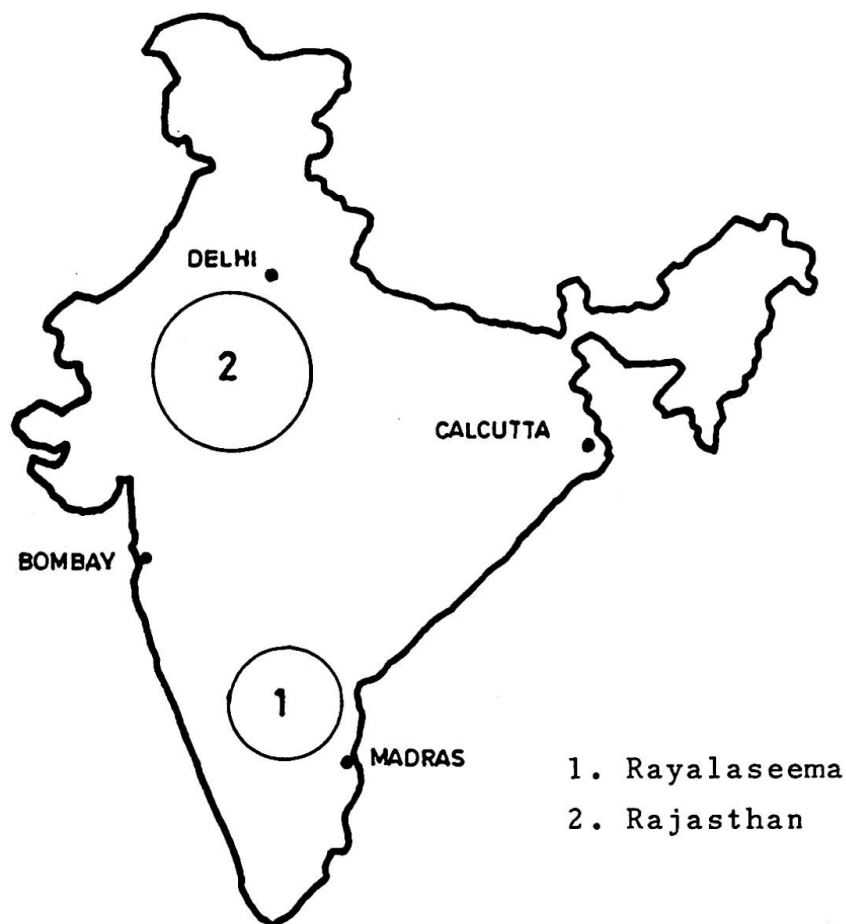 DELHI
2
CALCUTTA
BOMBAY
1
MADRAS
1. Rayalaseema
2. Rajasthan